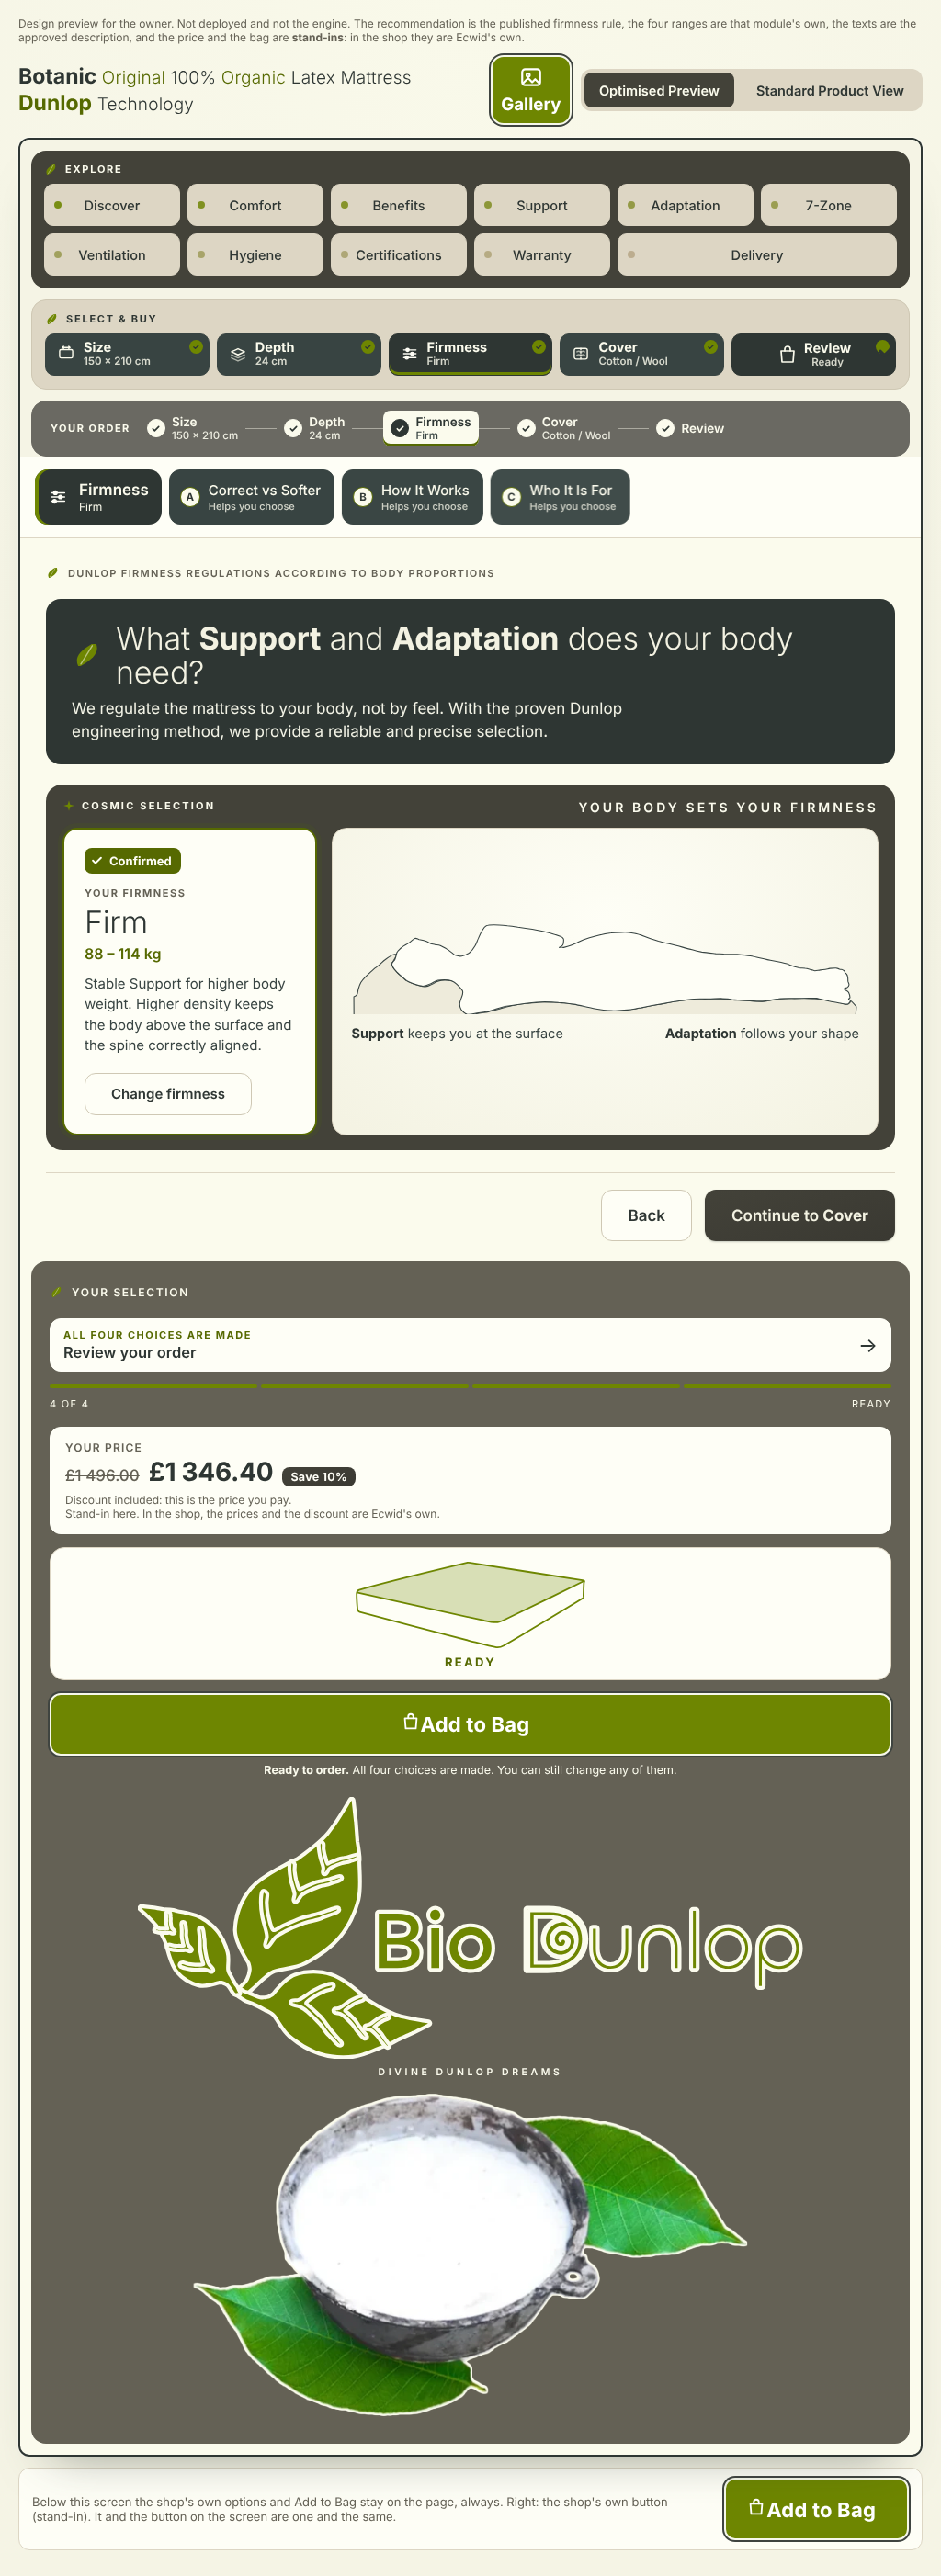 Design preview for the owner. Not deployed and not the engine. The recommendation is the published firmness rule, the four ranges are that module's own, the texts are the
approved description, and the price and the bag are stand-ins: in the shop they are Ecwid's own.
Botanic Original 100% Organic Latex Mattress
Dunlop Technology
Gallery
Optimised Preview
Standard Product View
EXPLORE
Discover
Comfort
Benefits
Support
Adaptation
7-Zone
Ventilation
Hygiene
Certifications
Warranty
Delivery
SELECT & BUY
Size
150 × 210 cm
Depth
24 cm
Firmness
Firm
Cover
Cotton / Wool
Review
Ready
YOUR ORDER
Size
150 × 210 cm
Depth
24 cm
Firmness
Firm
Cover
Cotton / Wool
Review
Firmness
Firm
A
Correct vs Softer
Helps you choose
B
How It Works
Helps you choose
C
Who It Is For
Helps you choose
DUNLOP FIRMNESS REGULATIONS ACCORDING TO BODY PROPORTIONS
What Support and Adaptation does your body
need?
We regulate the mattress to your body, not by feel. With the proven Dunlop
engineering method, we provide a reliable and precise selection.
COSMIC SELECTION
YOUR BODY SETS YOUR FIRMNESS
Confirmed
YOUR FIRMNESS
Firm
88 – 114 kg
Stable Support for higher body
weight. Higher density keeps
the body above the surface and
the spine correctly aligned.
Change firmness
Support keeps you at the surface
Adaptation follows your shape
Back
Continue to Cover
YOUR SELECTION
ALL FOUR CHOICES ARE MADE
Review your order
4 OF 4
READY
YOUR PRICE
£1 496.00 £1 346.40 Save 10%
Discount included: this is the price you pay.
Stand-in here. In the shop, the prices and the discount are Ecwid's own.
READY
Add to Bag
Ready to order. All four choices are made. You can still change any of them.
Bio Dunlop
DIVINE DUNLOP DREAMS
Below this screen the shop's own options and Add to Bag stay on the page, always. Right: the shop's own button
(stand-in). It and the button on the screen are one and the same.
Add to Bag